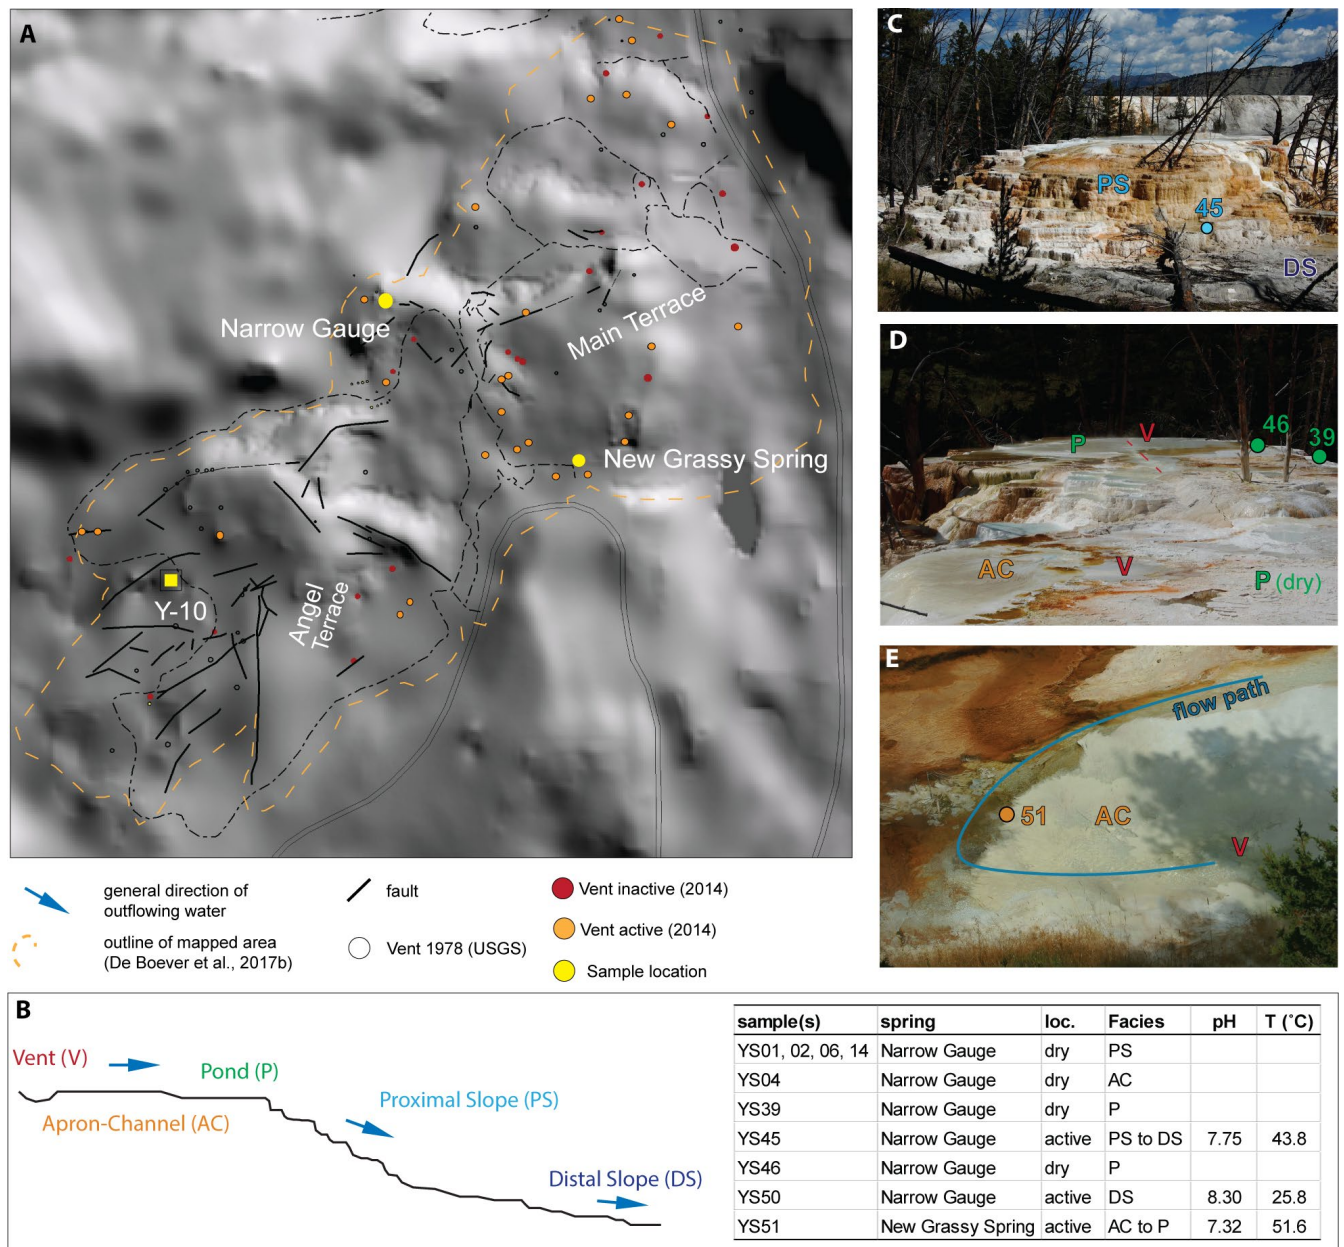 A
Narrow Gauge
Main Terrace
New Grassy Spring
Y-10
Angel
Terrace
C
PS
45
DS
D
P
V
46
39
AC
V
P (dry)
E
flow path
51
AC
V
general direction of
outflowing water
outline of mapped area
(De Boever et al., 2017b)
fault
Vent 1978 (USGS)
Vent inactive (2014)
Vent active (2014)
Sample location
B
Vent (V)
Pond (P)
Apron-Channel (AC)
Proximal Slope (PS)
Distal Slope (DS)
sample(s) spring loc. Facies pH T (˚C)
YS01, 02, 06, 14 Narrow Gauge dry PS
YS04 Narrow Gauge dry AC
YS39 Narrow Gauge dry P
YS45 Narrow Gauge active PS to DS 7.75 43.8
YS46 Narrow Gauge dry P
YS50 Narrow Gauge active DS 8.30 25.8
YS51 New Grassy Spring active AC to P 7.32 51.6